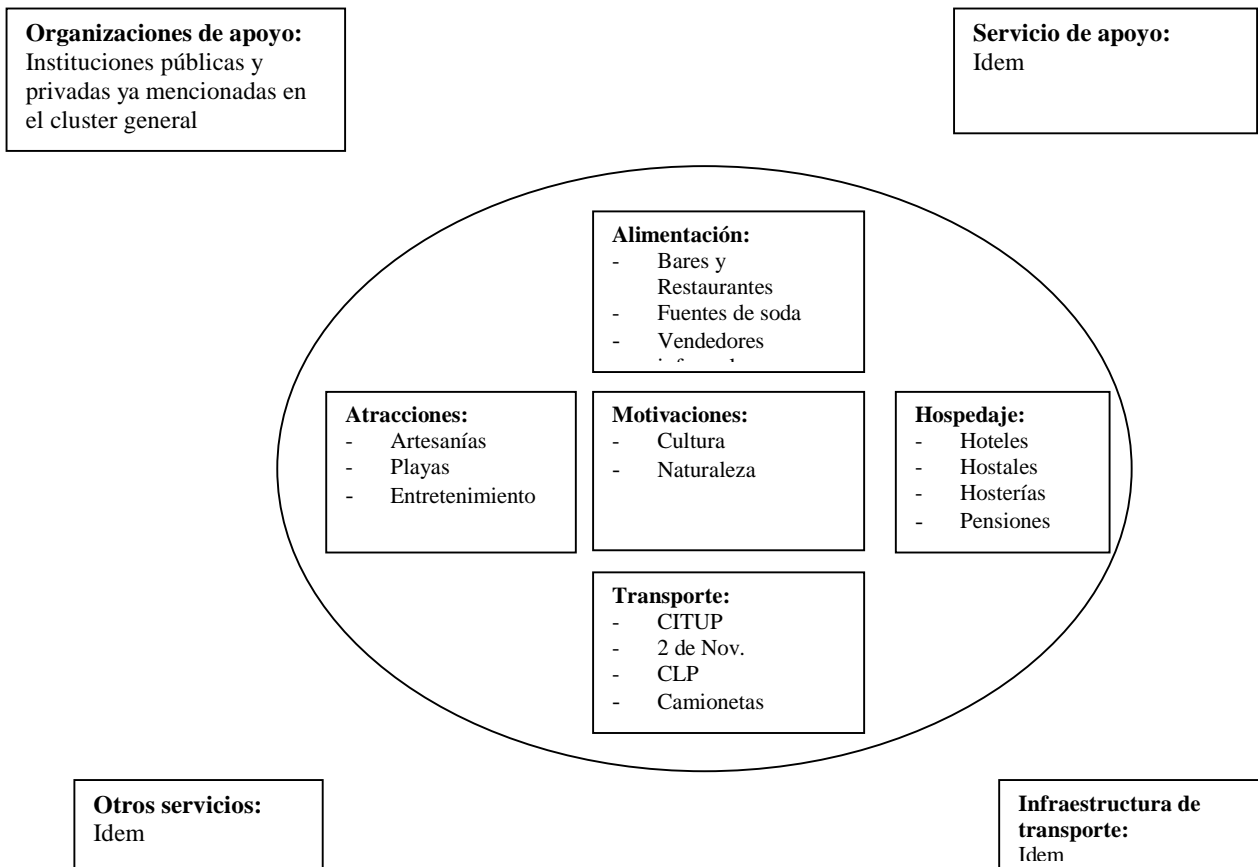 Organizaciones de apoyo:
Instituciones públicas y
privadas ya mencionadas en
el cluster general
Servicio de apoyo:
Idem
Alimentación:
- Bares y
Restaurantes
- Fuentes de soda
- Vendedores
Atracciones:
- Artesanías
- Playas
- Entretenimiento
Motivaciones:
- Cultura
- Naturaleza
Hospedaje:
- Hoteles
- Hostales
- Hosterías
- Pensiones
Transporte:
- CITUP
- 2 de Nov.
- CLP
- Camionetas
Otros servicios:
Idem
Infraestructura de
transporte:
Idem